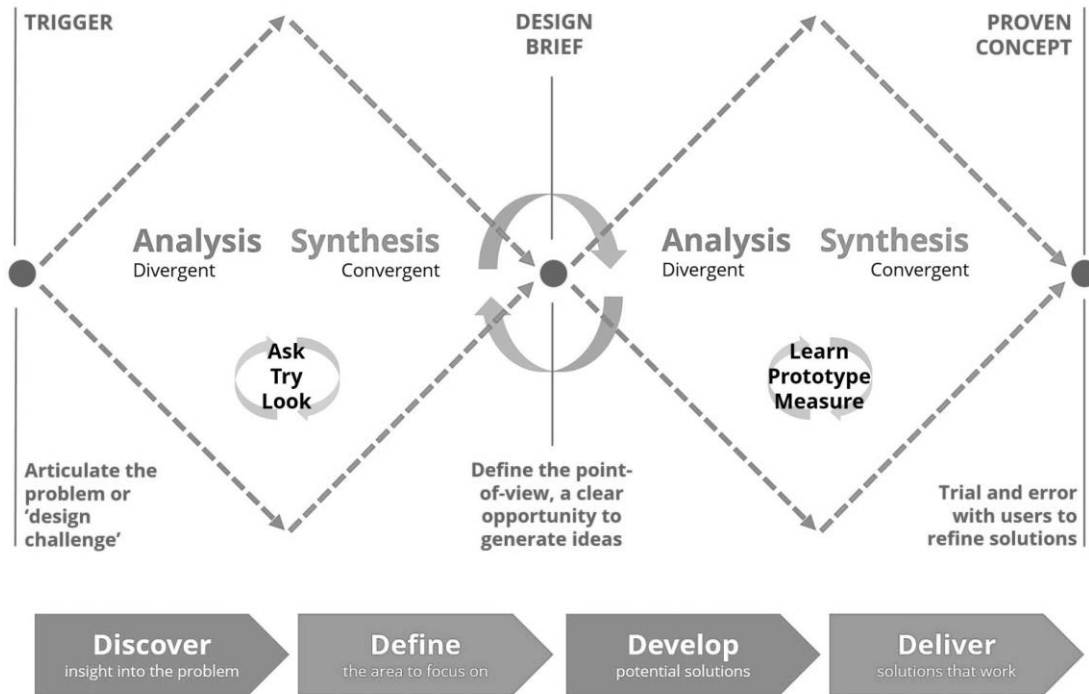 TRIGGER
DESIGN
BRIEF
PROVEN
CONCEPT
Analysis
Divergent
Synthesis
Convergent
Analysis
Divergent
Synthesis
Convergent
Ask
Try
Look
Learn
Prototype
Measure
Articulate the
problem or
‘design
challenge’
Define the point-
of-view, a clear
opportunity to
generate ideas
Trial and error
with users to
refine solutions
Discover
insight into the problem
Define
the area to focus on
Develop
potential solutions
Deliver
solutions that work